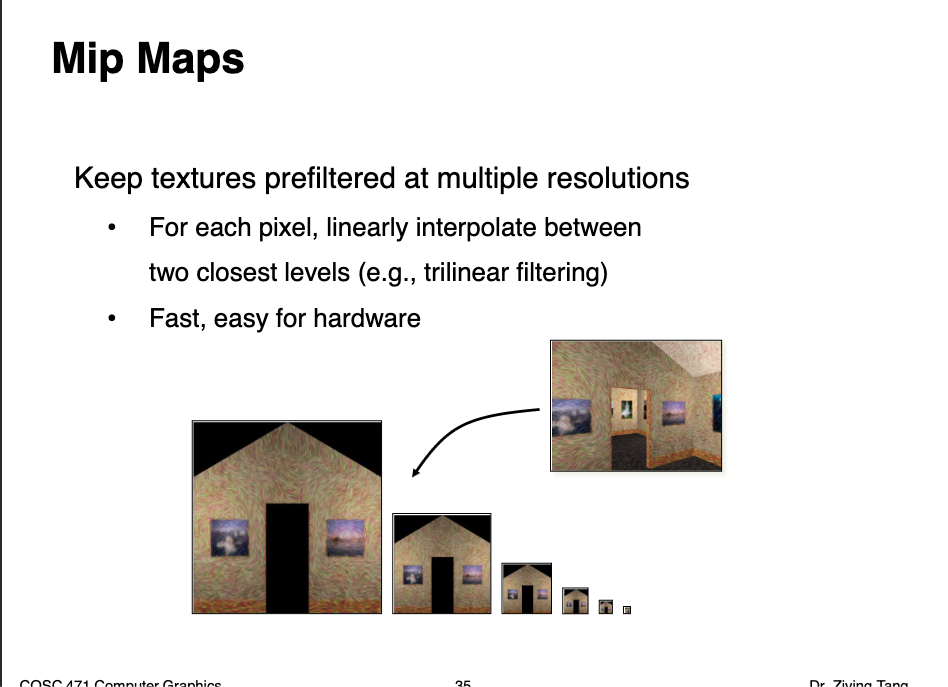 Mip Maps
Keep textures prefiltered at multiple resolutions
• For each pixel, linearly interpolate between
two closest levels (e.g., trilinear filtering)
• Fast, easy for hardware
COSC 471 Computer Graphics
35
Dr. Ziying Tang